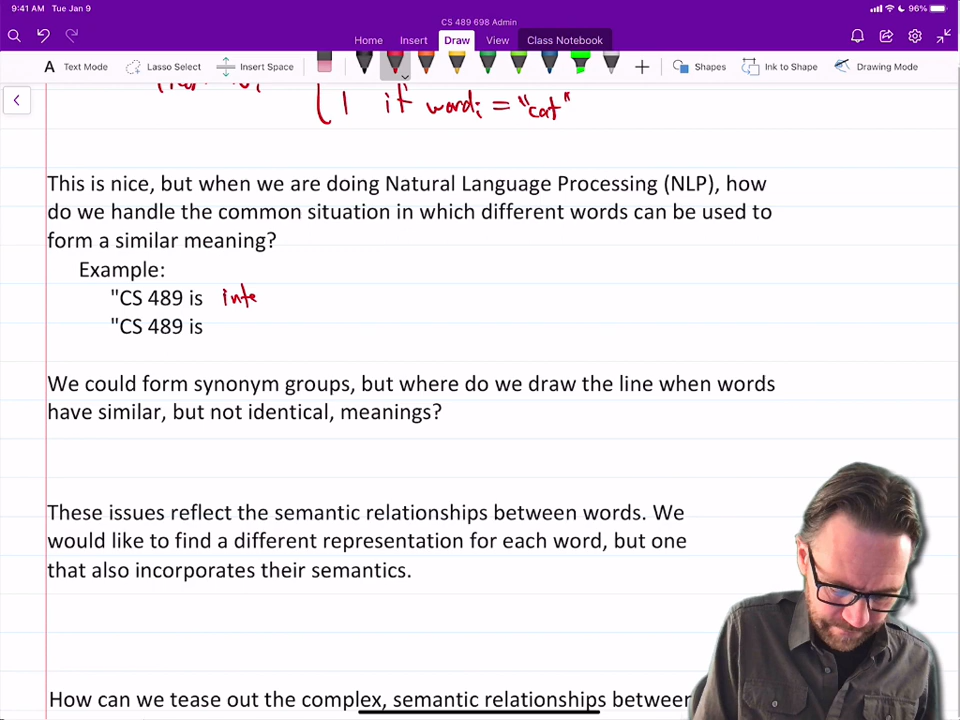 9:41 AM Tue Jan 9
96%
CS 489 698 Admin
Home Insert Draw View Class Notebook
A Text Mode Lasso Select Insert Space Shapes Ink to Shape Drawing Mode
1 if wordᵢ = "cat"
This is nice, but when we are doing Natural Language Processing (NLP), how
do we handle the common situation in which different words can be used to
form a similar meaning?
Example:
"CS 489 is inte
"CS 489 is
We could form synonym groups, but where do we draw the line when words
have similar, but not identical, meanings?
These issues reflect the semantic relationships between words. We
would like to find a different representation for each word, but one
that also incorporates their semantics.
How can we tease out the complex, semantic relationships between